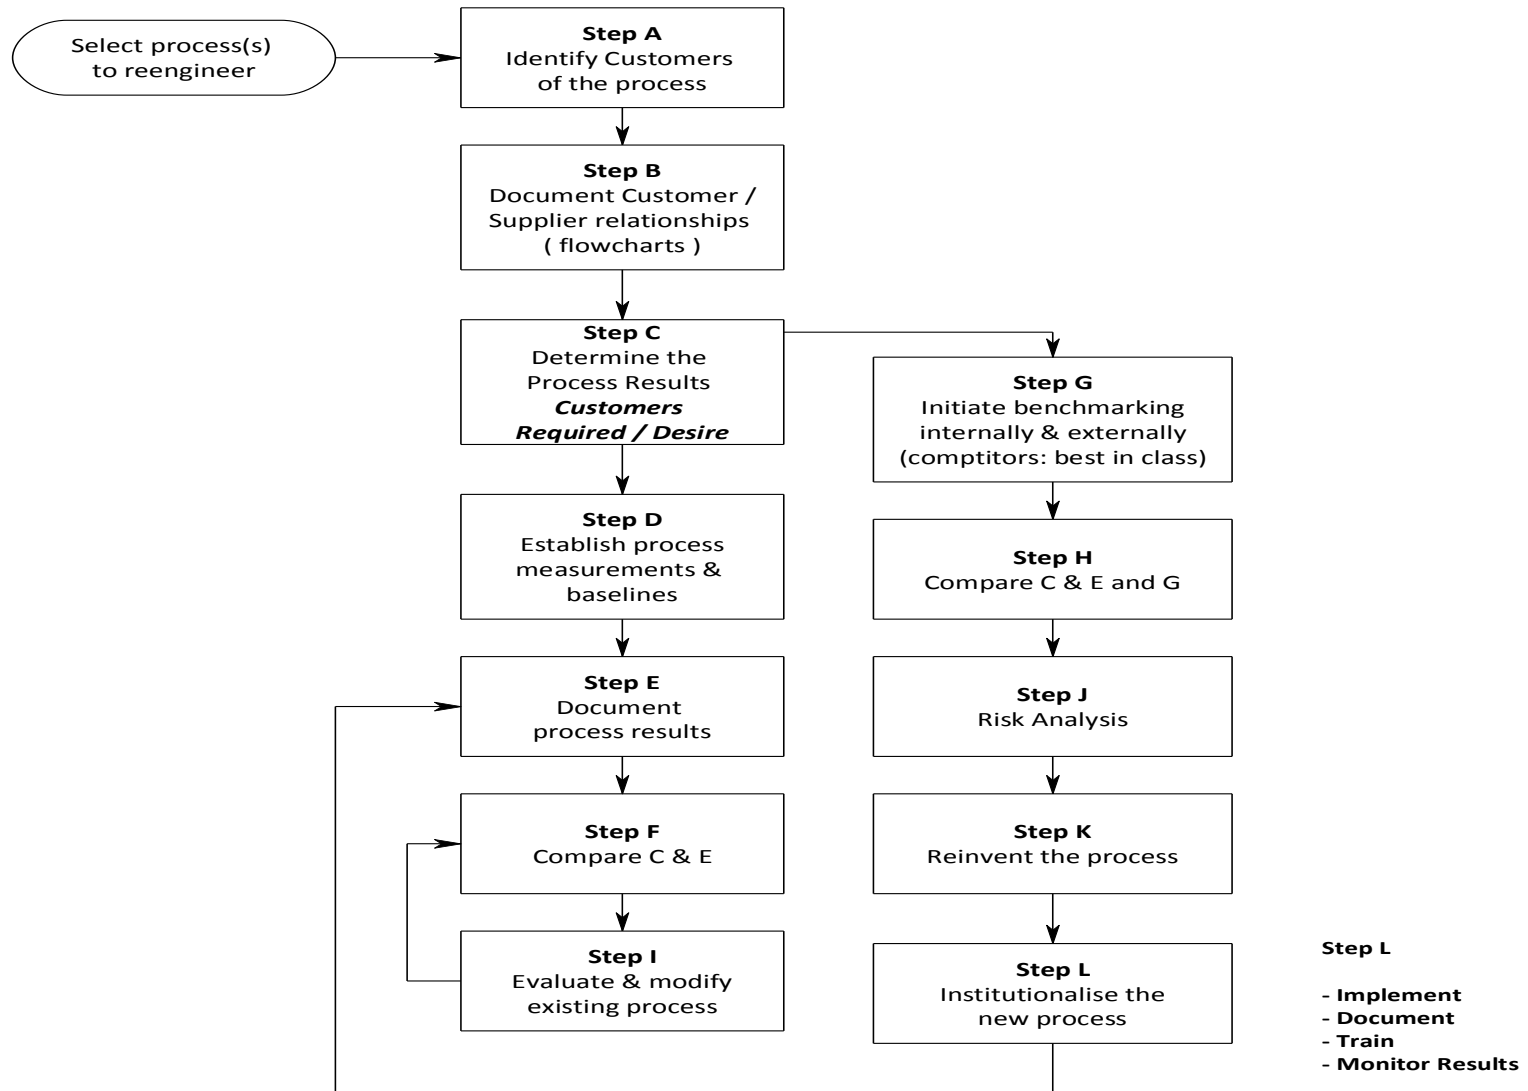 Select process(s)
to reengineer
Step A
Identify Customers
of the process
Step B
Document Customer /
Supplier relationships
( flowcharts )
Step C
Determine the
Process Results
Customers
Required / Desire
Step D
Establish process
measurements &
baselines
Step E
Document
process results
Step F
Compare C & E
Step I
Evaluate & modify
existing process
Step G
Initiate benchmarking
internally & externally
(comptitors: best in class)
Step H
Compare C & E and G
Step J
Risk Analysis
Step K
Reinvent the process
Step L
Institutionalise the
new process
Step L
- Implement
- Document
- Train
- Monitor Results